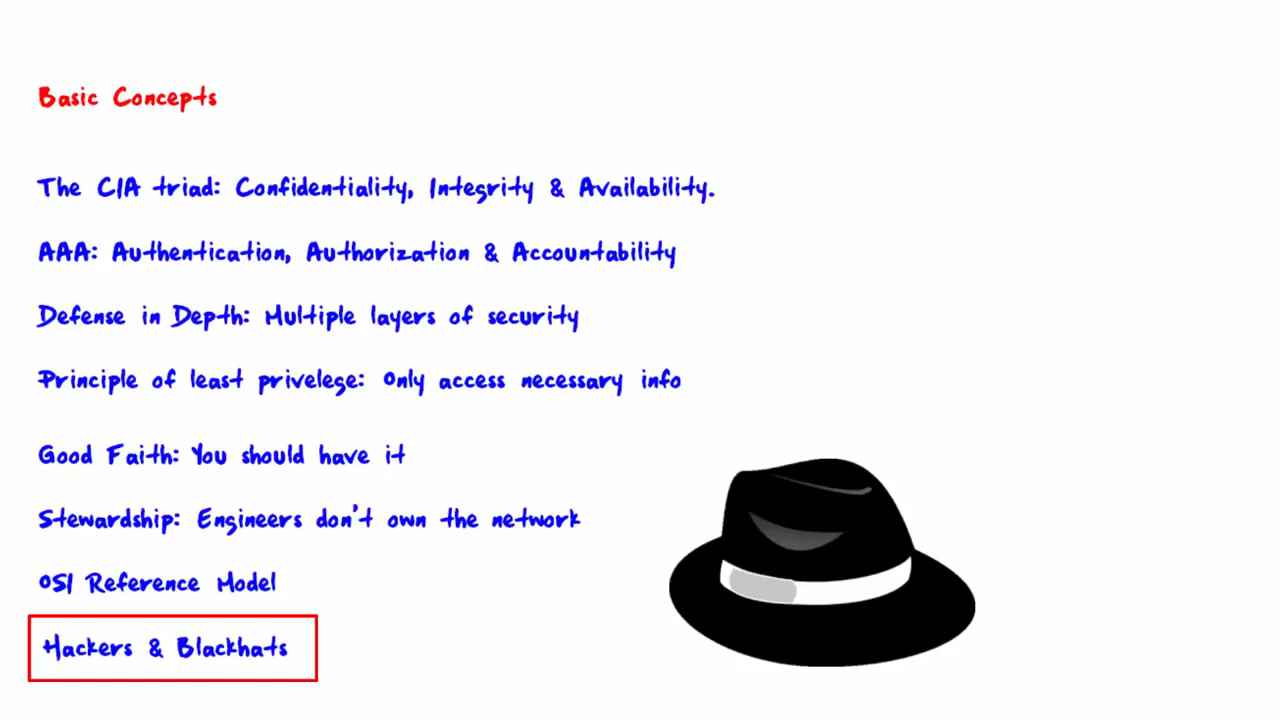 Basic Concepts
The CIA triad: Confidentiality, Integrity & Availability.
AAA: Authentication, Authorization & Accountability
Defense in Depth: Multiple layers of security
Principle of least privelege: Only access necessary info
Good Faith: You should have it
Stewardship: Engineers don't own the network
OSI Reference Model
Hackers & Blackhats